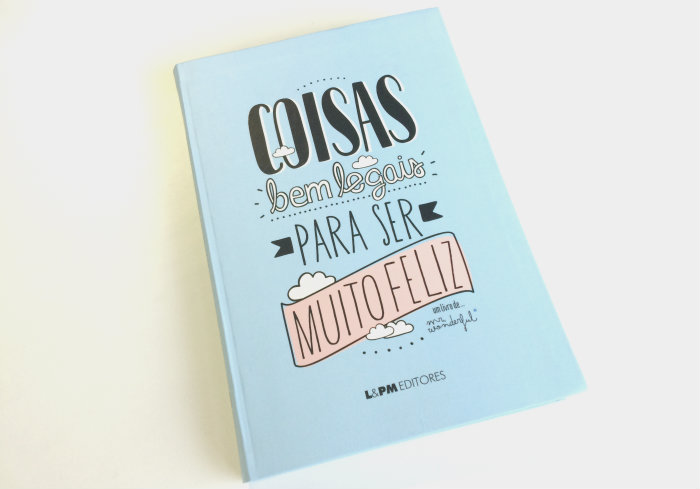 COISAS
bem legais
PARA SER
MUITO FELIZ
um livro de...
mr. wonderful*
L&PM EDITORES